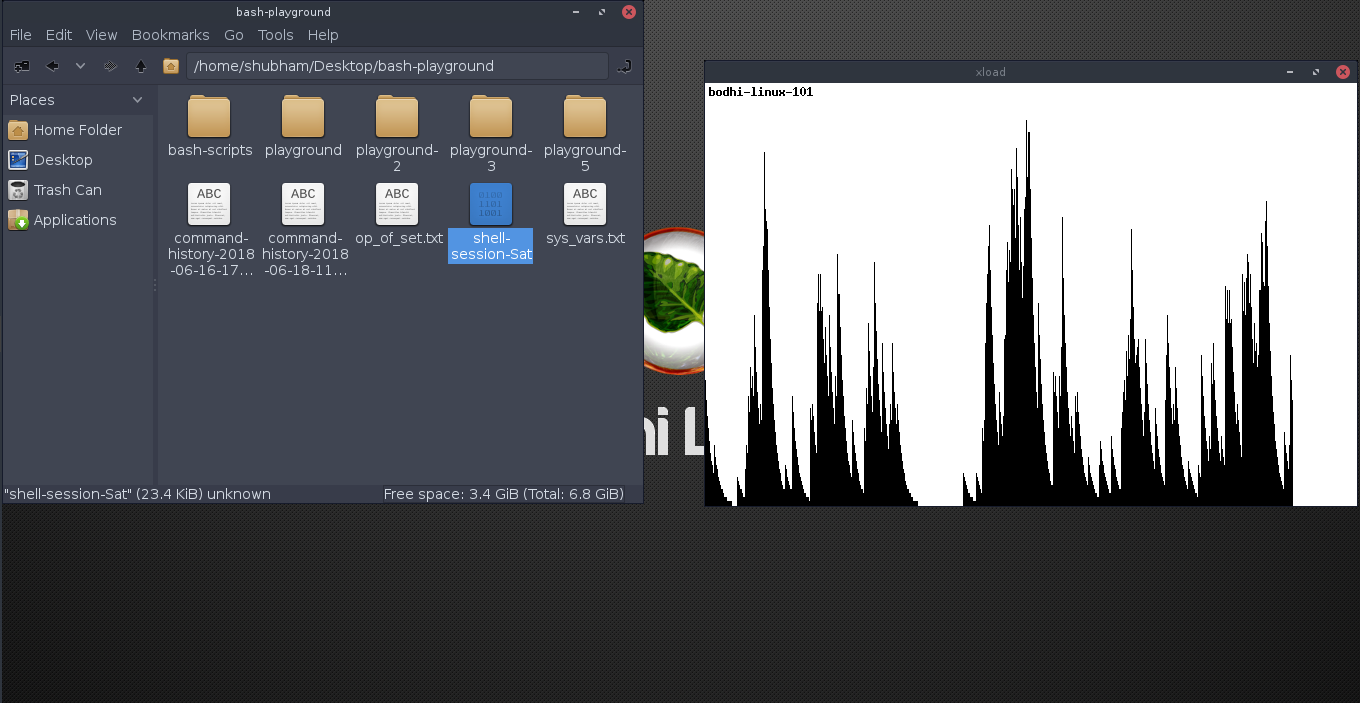 bash-playground
File Edit View Bookmarks Go Tools Help
/home/shubham/Desktop/bash-playground
Places
Home Folder
Desktop
Trash Can
Applications
bash-scripts
playground
playground-
2
playground-
3
playground-
5
ABC
command-
history-2018
-06-16-17...
ABC
command-
history-2018
-06-18-11...
ABC
op_of_set.txt
0100
1101
1001
shell-
session-Sat
ABC
sys_vars.txt
"shell-session-Sat" (23.4 KiB) unknown
Free space: 3.4 GiB (Total: 6.8 GiB)
xload
bodhi-linux-101
hi L